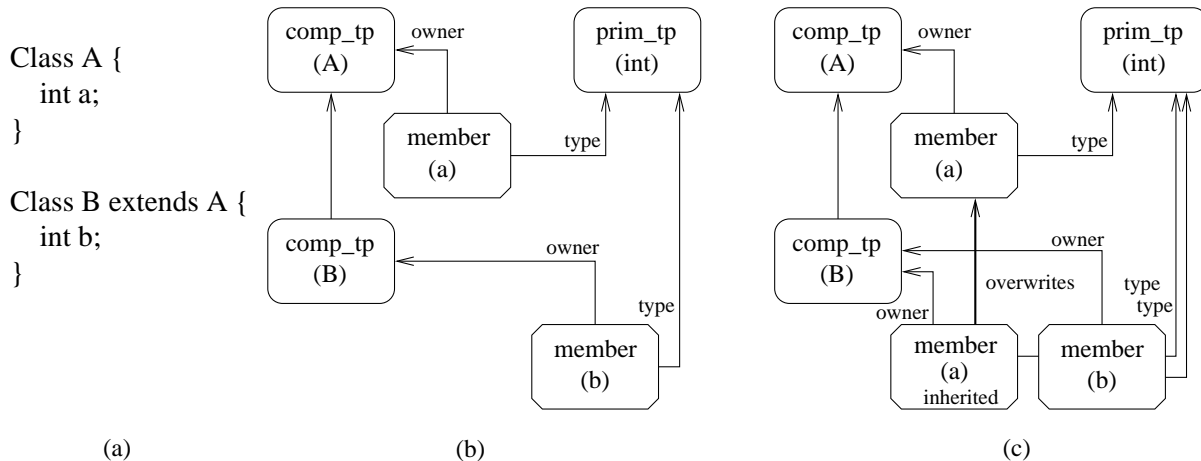 Class A {
int a;
}
Class B extends A {
int b;
}
(a)
comp_tp
(A)
owner
prim_tp
(int)
member
(a)
type
comp_tp
(B)
owner
type
member
(b)
(b)
comp_tp
(A)
owner
prim_tp
(int)
member
(a)
type
comp_tp
(B)
owner
overwrites
type
type
owner
member
(a)
inherited
member
(b)
(c)